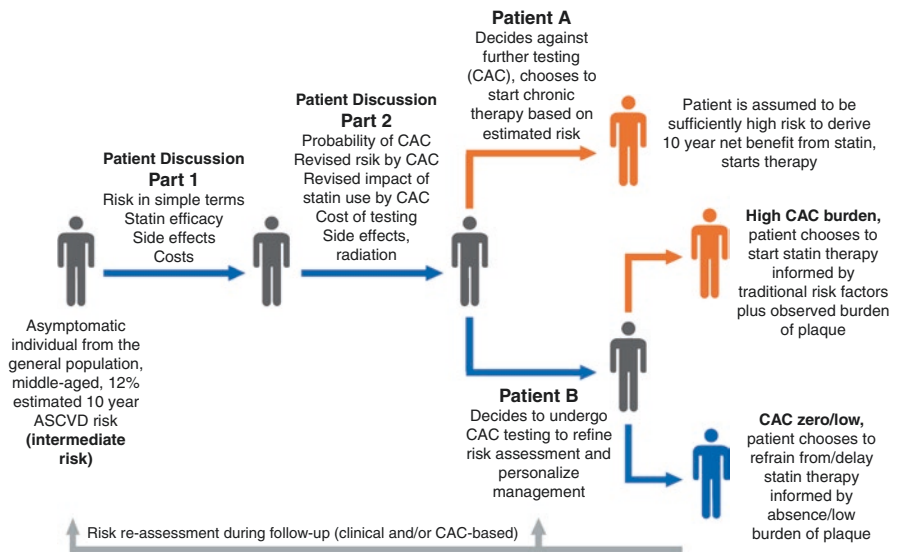 Asymptomatic
individual from the
general population,
middle-aged, 12%
estimated 10 year
ASCVD risk
(intermediate
risk)
Patient Discussion
Part 1
Risk in simple terms
Statin efficacy
Side effects
Costs
Patient Discussion
Part 2
Probability of CAC
Revised rsik by CAC
Revised impact of
statin use by CAC
Cost of testing
Side effects,
radiation
Patient A
Decides against
further testing
(CAC), chooses to
start chronic
therapy based on
estimated risk
Patient is assumed to be
sufficiently high risk to derive
10 year net benefit from statin,
starts therapy
Patient B
Decides to undergo
CAC testing to refine
risk assessment and
personalize
management
High CAC burden,
patient chooses to
start statin therapy
informed by
traditional risk factors
plus observed burden
of plaque
CAC zero/low,
patient chooses to
refrain from/delay
statin therapy
informed by
absence/low
burden of plaque
Risk re-assessment during follow-up (clinical and/or CAC-based)